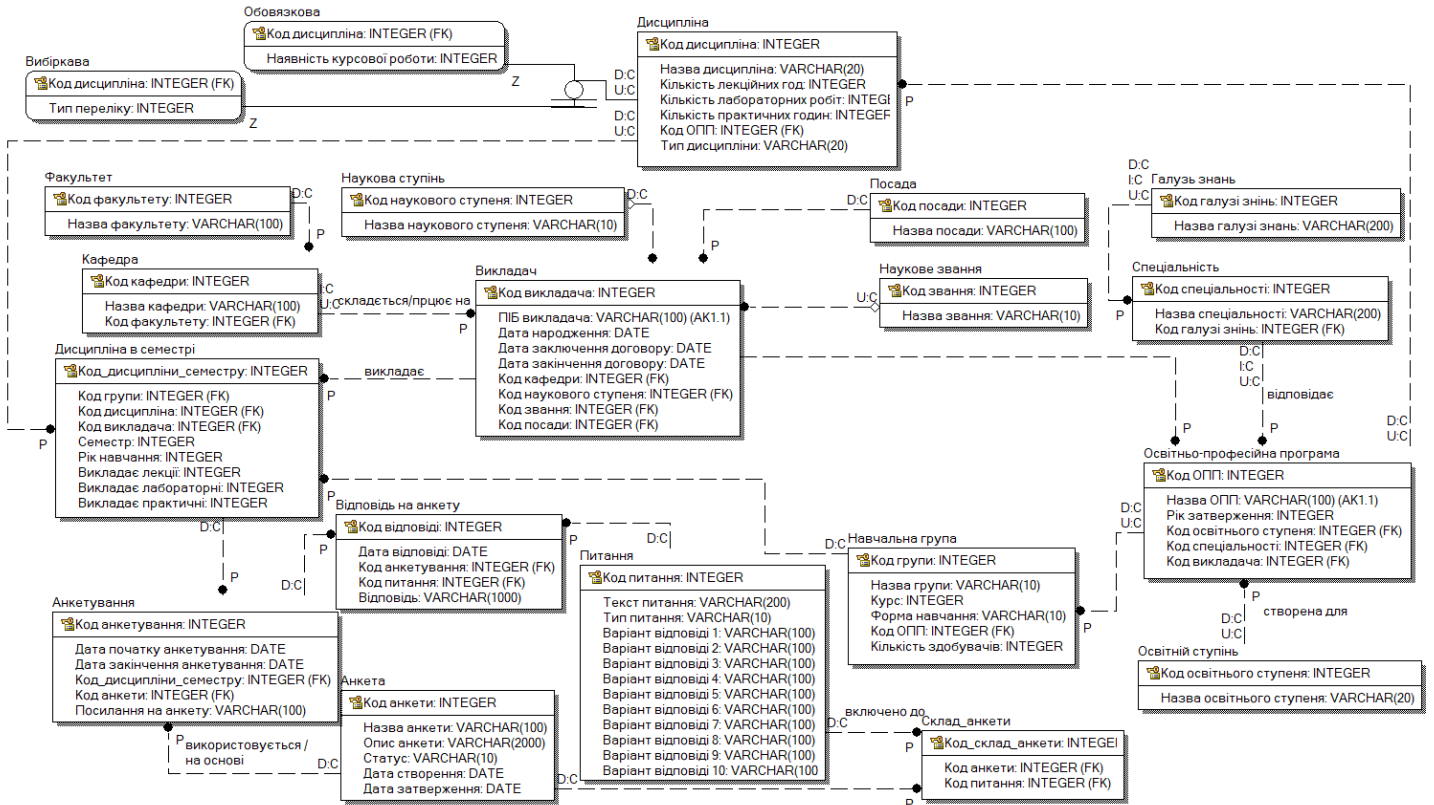 Обовязкова
Код дисципліна: INTEGER (FK)
Наявність курсової роботи: INTEGER
Z
Вибіркава
Код дисципліна: INTEGER (FK)
Тип переліку: INTEGER
Z
Дисципліна
Код дисципліна: INTEGER
Назва дисципліна: VARCHAR(20)
Кількість лекційних год: INTEGER
Кількість лабораторних робіт: INTEGE
Кількість практичних годин: INTEGER
Код ОПП: INTEGER (FK)
Тип дисципліни: VARCHAR(20)
D:C
U:C
D:C
U:C
P
Факультет
Код факультету: INTEGER
Назва факультету: VARCHAR(100)
D:C
P
Наукова ступінь
Код наукового ступеня: INTEGER
Назва наукового ступеня: VARCHAR(10)
D:C
P
Посада
Код посади: INTEGER
Назва посади: VARCHAR(100)
D:C
P
D:C
I:C
U:C
Галузь знань
Код галузі знінь: INTEGER
Назва галузі знань: VARCHAR(200)
Кафедра
Код кафедри: INTEGER
Назва кафедри: VARCHAR(100)
Код факультету: INTEGER (FK)
I:C
U:C
складється/прцює на
P
Викладач
Код викладача: INTEGER
ПІБ викладача: VARCHAR(100) (AK1.1)
Дата народження: DATE
Дата заключення договору: DATE
Дата закінчення договору: DATE
Код кафедри: INTEGER (FK)
Код наукового ступеня: INTEGER (FK)
Код звання: INTEGER (FK)
Код посади: INTEGER (FK)
Наукове звання
Код звання: INTEGER
Назва звання: VARCHAR(10)
U:C
P
Спеціальність
Код спеціальності: INTEGER
Назва спеціальності: VARCHAR(200)
Код галузі знінь: INTEGER (FK)
P
D:C
I:C
U:C
відповідає
P
P
D:C
U:C
Дисципліна в семестрі
Код_дисципліни_семестру: INTEGER
Код групи: INTEGER (FK)
Код дисципліна: INTEGER (FK)
Код викладача: INTEGER (FK)
Семестр: INTEGER
Рік навчання: INTEGER
Викладає лекції: INTEGER
Викладає лабораторні: INTEGER
Викладає практичні: INTEGER
викладає
P
P
P
D:C
P
Освітньо-професійна програма
Код ОПП: INTEGER
Назва ОПП: VARCHAR(100) (AK1.1)
Рік затвердження: INTEGER
Код освітнього ступеня: INTEGER (FK)
Код спеціальності: INTEGER (FK)
Код викладача: INTEGER (FK)
D:C
U:C
P
створена для
D:C
U:C
Відповідь на анкету
Код відповіді: INTEGER
Дата відповіді: DATE
Код анкетування: INTEGER (FK)
Код питання: INTEGER (FK)
Відповідь: VARCHAR(1000)
P
D:C
P
D:C
Питання
Код питання: INTEGER
Текст питання: VARCHAR(200)
Тип питання: VARCHAR(10)
Варіант відповіді 1: VARCHAR(100)
Варіант відповіді 2: VARCHAR(100)
Варіант відповіді 3: VARCHAR(100)
Варіант відповіді 4: VARCHAR(100)
Варіант відповіді 5: VARCHAR(100)
Варіант відповіді 6: VARCHAR(100)
Варіант відповіді 7: VARCHAR(100)
Варіант відповіді 8: VARCHAR(100)
Варіант відповіді 9: VARCHAR(100)
Варіант відповіді 10: VARCHAR(100
D:C
Навчальна група
Код групи: INTEGER
Назва групи: VARCHAR(10)
Курс: INTEGER
Форма навчання: VARCHAR(10)
Код ОПП: INTEGER (FK)
Кількість здобувачів: INTEGER
P
D:C
Освітній ступінь
Код освітнього ступеня: INTEGER
Назва освітнього ступеня: VARCHAR(20)
Анкетування
Код анкетування: INTEGER
Дата початку анкетування: DATE
Дата закінчення анкетування: DATE
Код_дисципліни_семестру: INTEGER (FK)
Код анкети: INTEGER (FK)
Посилання на анкету: VARCHAR(100)
P
використовується /
на основі
D:C
Анкета
Код анкети: INTEGER
Назва анкети: VARCHAR(100)
Опис анкети: VARCHAR(2000)
Статус: VARCHAR(10)
Дата створення: DATE
Дата затверження: DATE
D:C
включено до
P
Склад_анкети
Код_склад_анкети: INTEGEI
Код анкети: INTEGER (FK)
Код питання: INTEGER (FK)
P